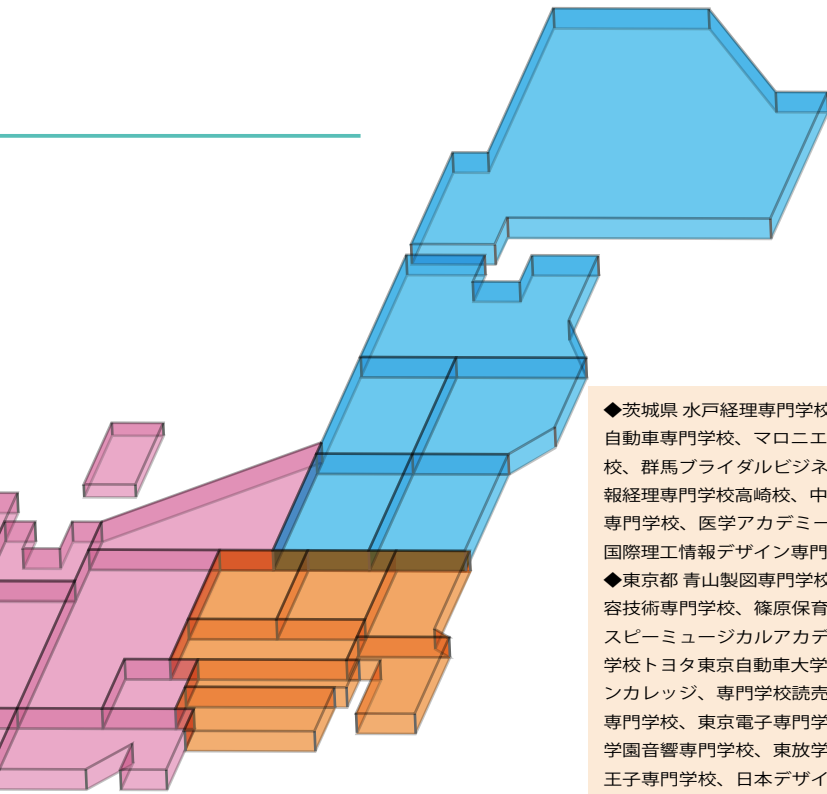 ◆茨城県 水戸経理専門学校
自動車専門学校、マロニエ
校、群馬ブライダルビジネ
報経理専門学校高崎校、中
専門学校、医学アカデミー
国際理工情報デザイン専門
◆東京都 青山製図専門学校
容技術専門学校、篠原保育
スピーミュージカルアカデ
学校トヨタ東京自動車大学
ンカレッジ、専門学校読売
専門学校、東京電子専門学
学園音響専門学校、東放学
王子専門学校、日本デザイ